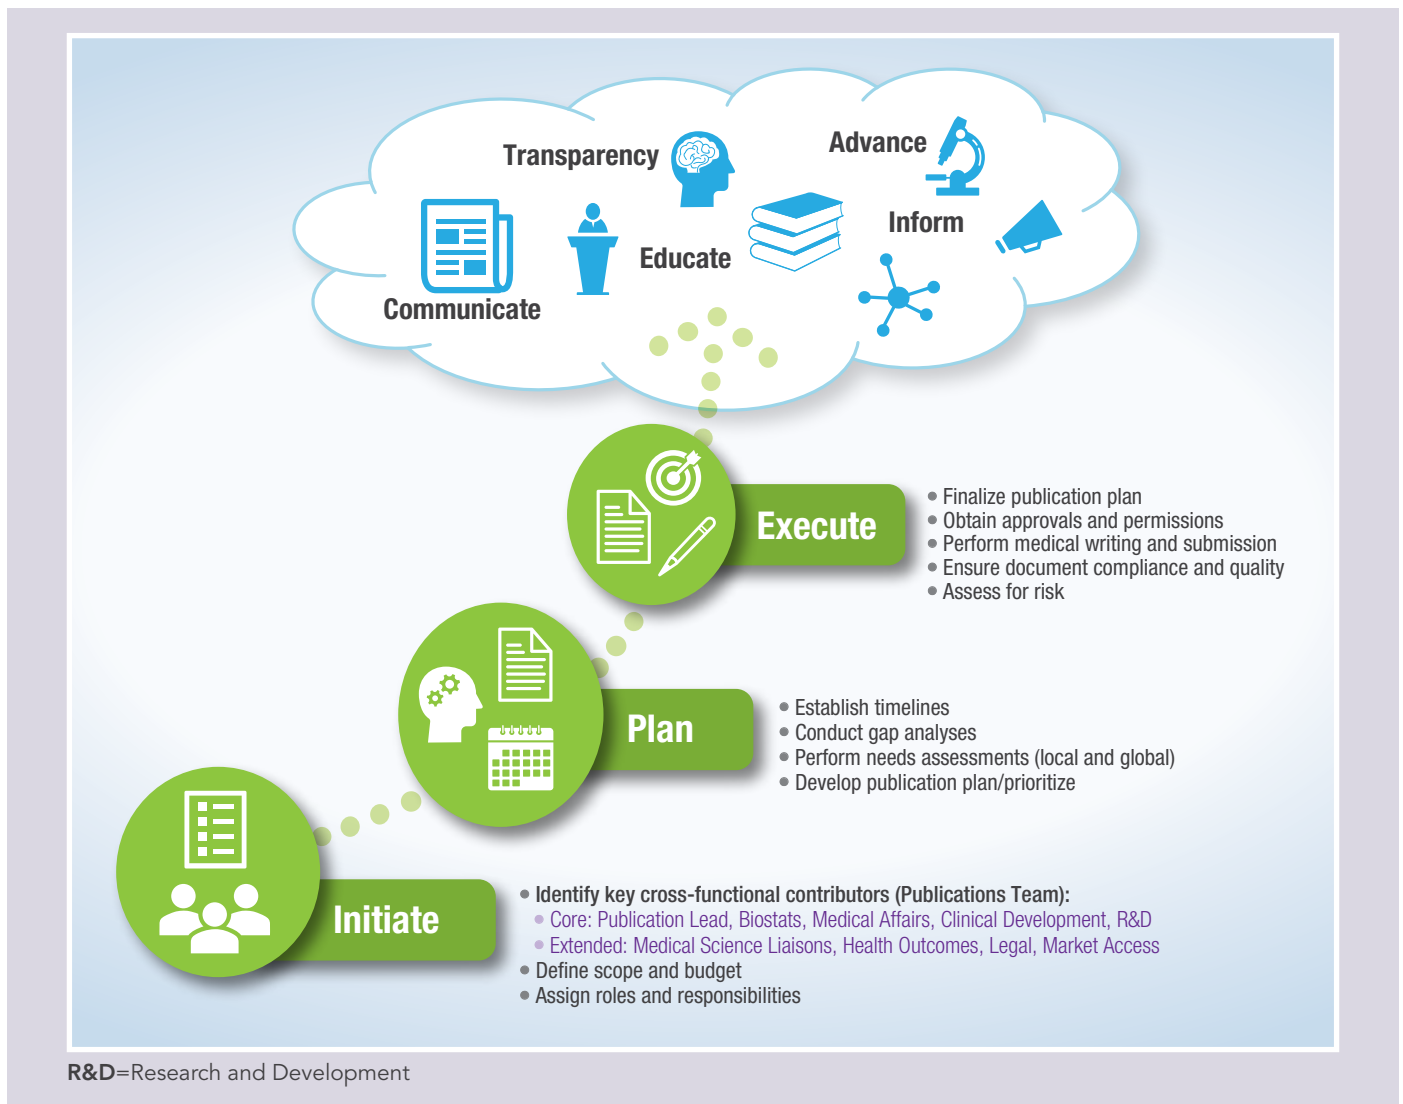 Transparency
Advance
Inform
Educate
Communicate
Execute
• Finalize publication plan
• Obtain approvals and permissions
• Perform medical writing and submission
• Ensure document compliance and quality
• Assess for risk
Plan
• Establish timelines
• Conduct gap analyses
• Perform needs assessments (local and global)
• Develop publication plan/prioritize
Initiate
• Identify key cross-functional contributors (Publications Team):
• Core: Publication Lead, Biostats, Medical Affairs, Clinical Development, R&D
• Extended: Medical Science Liaisons, Health Outcomes, Legal, Market Access
• Define scope and budget
• Assign roles and responsibilities
R&D=Research and Development